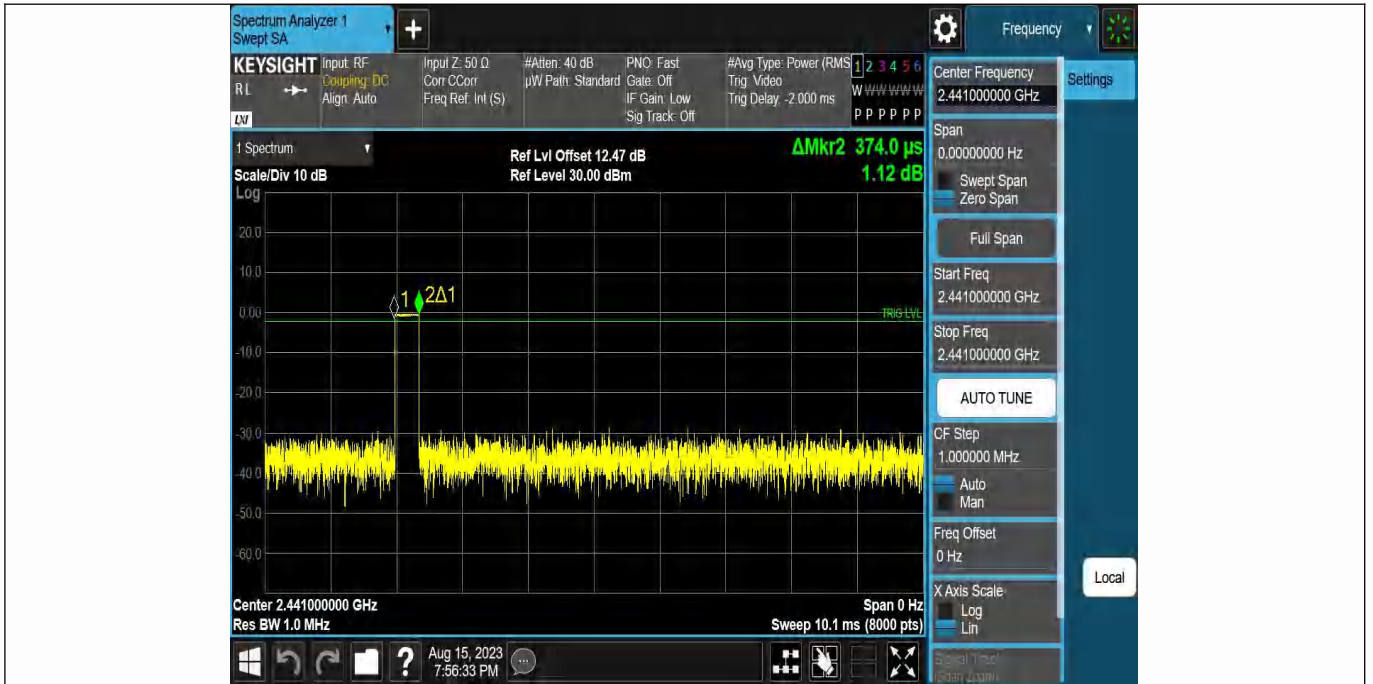 Spectrum Analyzer 1
Swept SA
+
Frequency
KEYSIGHT
RL
LXI
Input: RF
Coupling: DC
Align: Auto
Input Z: 50 Ω
Corr CCorr
Freq Ref: Int (S)
#Atten: 40 dB
µW Path: Standard
PNO: Fast
Gate: Off
IF Gain: Low
Sig Track: Off
#Avg Type: Power (RMS
Trig: Video
Trig Delay: -2.000 ms
1 2 3 4 5 6
W W W W W W
P P P P P P
Center Frequency
2.441000000 GHz
Settings
1 Spectrum
Scale/Div 10 dB
Ref Lvl Offset 12.47 dB
Ref Level 30.00 dBm
ΔMkr2 374.0 µs
1.12 dB
Log
20.0
10.0
0.00
-10.0
-20.0
-30.0
-40.0
-50.0
-60.0
1
2Δ1
TRIG LVL
Span
0.00000000 Hz
Swept Span
Zero Span
Full Span
Start Freq
2.441000000 GHz
Stop Freq
2.441000000 GHz
AUTO TUNE
CF Step
1.000000 MHz
Auto
Man
Freq Offset
0 Hz
X Axis Scale
Log
Lin
Signal Track
(Span Zoom)
Local
Center 2.441000000 GHz
Res BW 1.0 MHz
Span 0 Hz
Sweep 10.1 ms (8000 pts)
?
Aug 15, 2023
7:56:33 PM